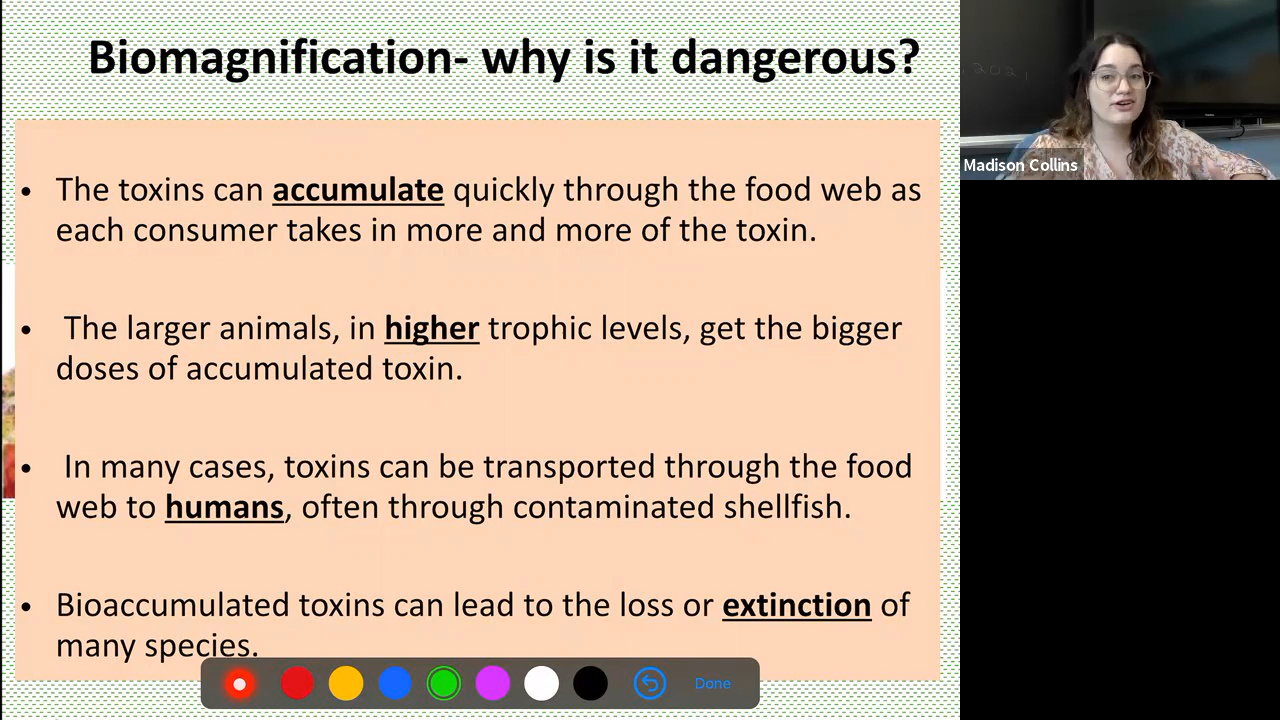 Biomagnification- why is it dangerous?
• The toxins can accumulate quickly through the food web as
each consumer takes in more and more of the toxin.
• The larger animals, in higher trophic levels, get the bigger
doses of accumulated toxin.
• In many cases, toxins can be transported through the food
web to humans, often through contaminated shellfish.
• Bioaccumulated toxins can lead to the loss or extinction of
many species.
Done
Madison Collins